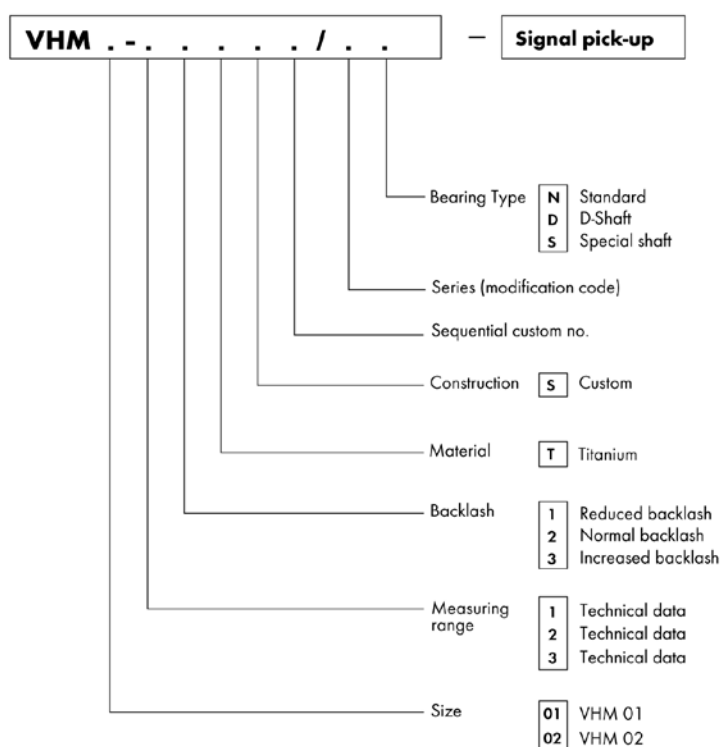 VHM . - . . . . . / . . – Signal pick-up
Bearing Type N Standard
D D-Shaft
S Special shaft
Series (modification code)
Sequential custom no.
Construction S Custom
Material T Titanium
Backlash 1 Reduced backlash
2 Normal backlash
3 Increased backlash
Measuring range 1 Technical data
2 Technical data
3 Technical data
Size 01 VHM 01
02 VHM 02